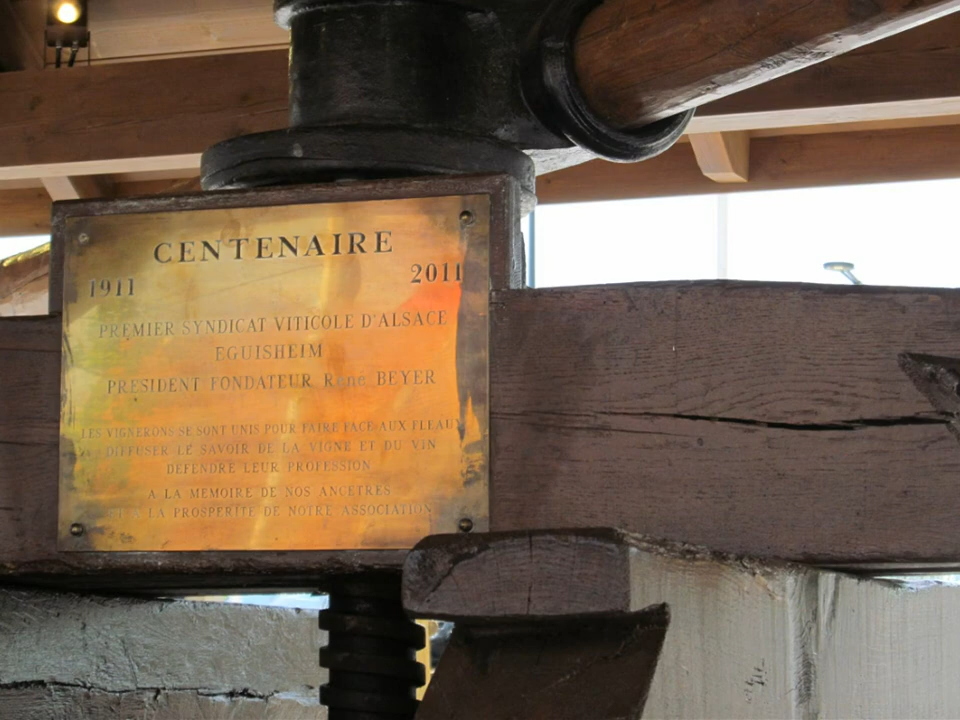 CENTENAIRE
1911 2011
PREMIER SYNDICAT VITICOLE D'ALSACE
EGUISHEIM
PRESIDENT FONDATEUR René BEYER
LES VIGNERONS SE SONT UNIS POUR FAIRE FACE AUX FLEAUX
DIFFUSER LE SAVOIR DE LA VIGNE ET DU VIN
DEFENDRE LEUR PROFESSION
A LA MEMOIRE DE NOS ANCETRES
ET A LA PROSPERITE DE NOTRE ASSOCIATION